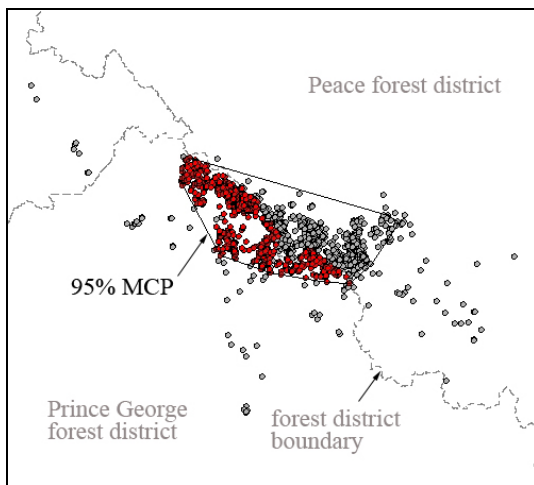 Peace forest district
95% MCP
Prince George
forest district
forest district
boundary